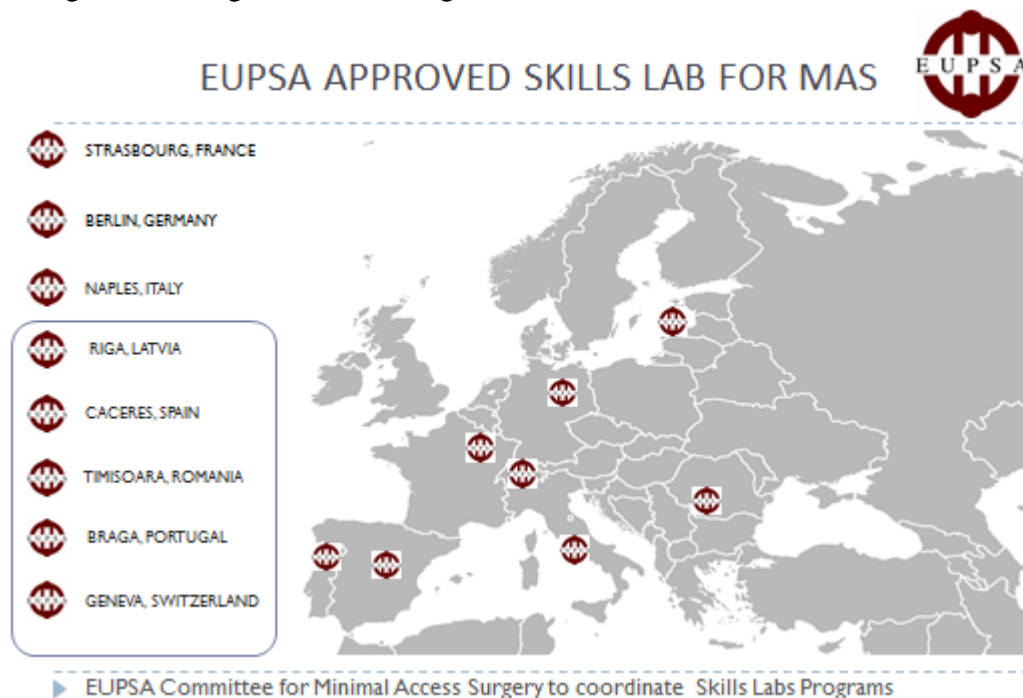 EUPSA APPROVED SKILLS LAB FOR MAS
EUPSA
STRASBOURG, FRANCE
BERLIN, GERMANY
NAPLES, ITALY
RIGA, LATVIA
CACERES, SPAIN
TIMISOARA, ROMANIA
BRAGA, PORTUGAL
GENEVA, SWITZERLAND
EUPSA Committee for Minimal Access Surgery to coordinate Skills Labs Programs